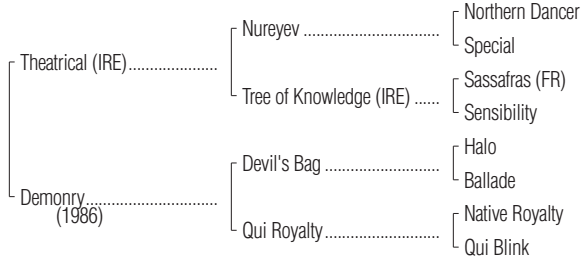 Northern Dancer
Nureyev ..............................
Special
Theatrical (IRE)....................
Sassafras (FR)
Tree of Knowledge (IRE) ......
Sensibility
Halo
Devil's Bag .........................
Ballade
Demonry..............................
(1986)
Native Royalty
Qui Royalty.........................
Qui Blink